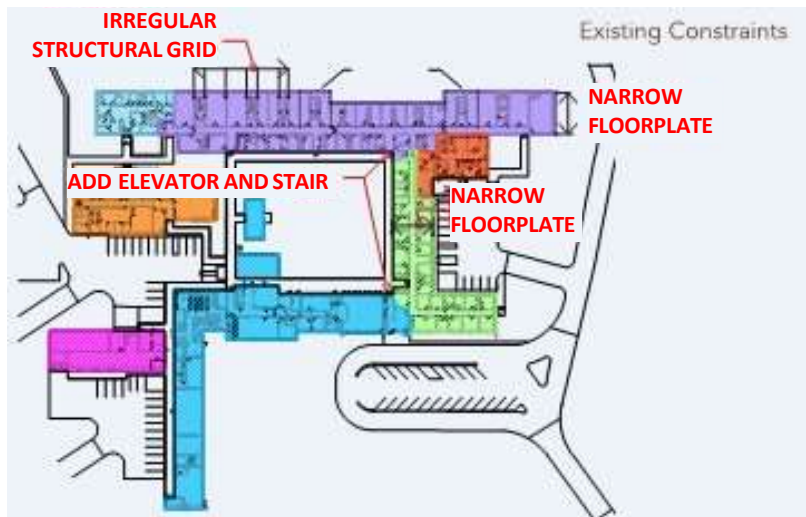 IRREGULAR
STRUCTURAL GRID
Existing Constraints
NARROW
FLOORPLATE
ADD ELEVATOR AND STAIR
NARROW
FLOORPLATE